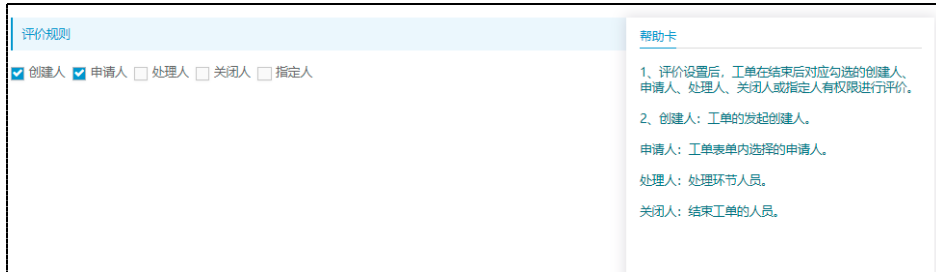 评价规则
创建人 申请人 处理人 关闭人 指定人
帮助卡
1、评价设置后，工单在结束后对应勾选的创建人、
申请人、处理人、关闭人或指定人有权限进行评价。
2、创建人：工单的发起创建人。
申请人：工单表单内选择的申请人。
处理人：处理环节人员。
关闭人：结束工单的人员。